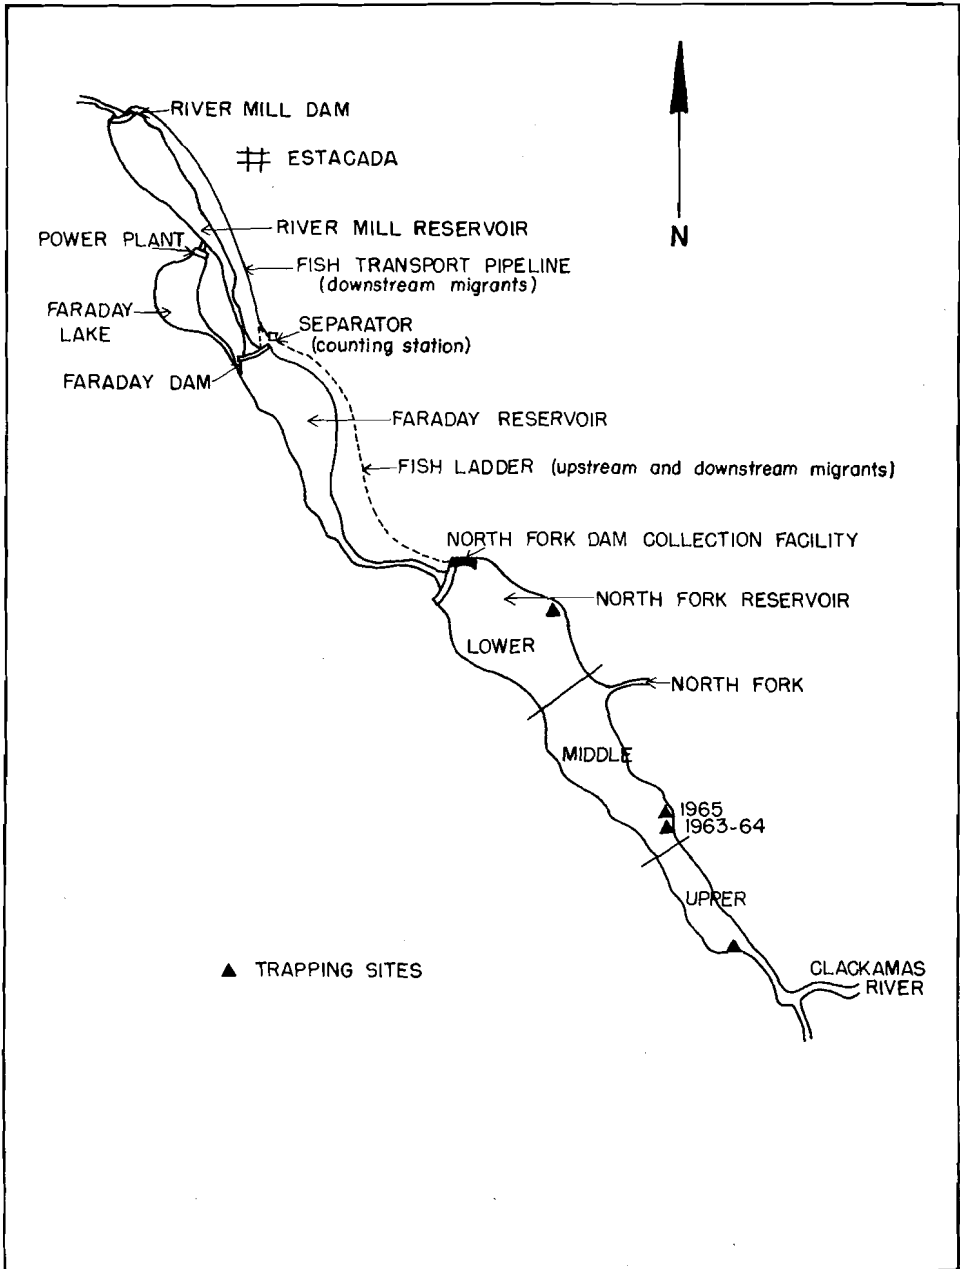 RIVER MILL DAM
ESTACADA
RIVER MILL RESERVOIR
POWER PLANT
N
FISH TRANSPORT PIPELINE
(downstream migrants)
FARADAY
LAKE
SEPARATOR
(counting station)
FARADAY DAM
FARADAY RESERVOIR
FISH LADDER (upstream and downstream migrants)
NORTH FORK DAM COLLECTION FACILITY
NORTH FORK RESERVOIR
LOWER
NORTH FORK
MIDDLE
1965
1963-64
UPPER
TRAPPING SITES
CLACKAMAS
RIVER